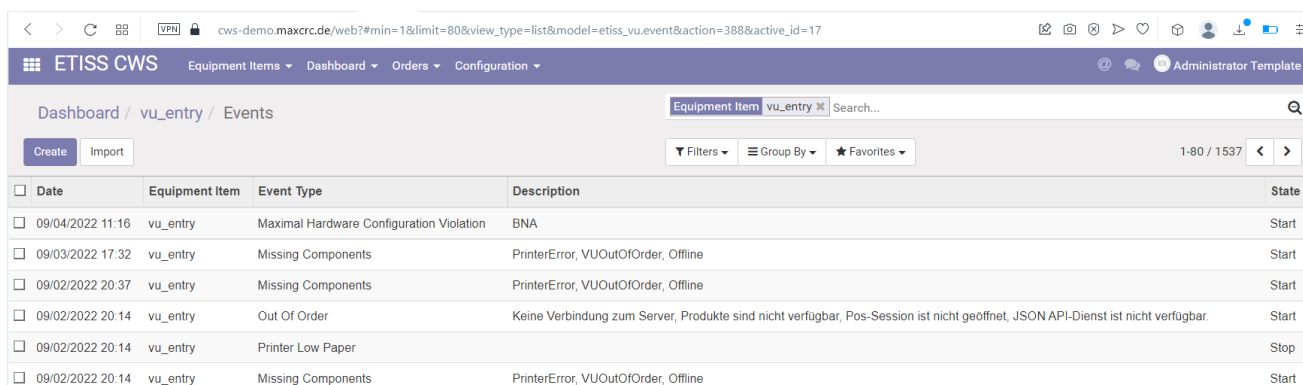 VPN cws-demo.maxcrc.de/web?#min=1&limit=80&view_type=list&model=etiss_vu.event&action=388&active_id=17
ETISS CWS Equipment Items Dashboard Orders Configuration @ Administrator Template
Dashboard / vu_entry / Events Equipment Item vu_entry Search...
Create Import Filters Group By Favorites 1-80 / 1537
Date Equipment Item Event Type Description State
09/04/2022 11:16 vu_entry Maximal Hardware Configuration Violation BNA Start
09/03/2022 17:32 vu_entry Missing Components PrinterError, VUOutOfOrder, Offline Start
09/02/2022 20:37 vu_entry Missing Components PrinterError, VUOutOfOrder, Offline Start
09/02/2022 20:14 vu_entry Out Of Order Keine Verbindung zum Server, Produkte sind nicht verfügbar, Pos-Session ist nicht geöffnet, JSON API-Dienst ist nicht verfügbar. Start
09/02/2022 20:14 vu_entry Printer Low Paper Stop
09/02/2022 20:14 vu_entry Missing Components PrinterError, VUOutOfOrder, Offline Start